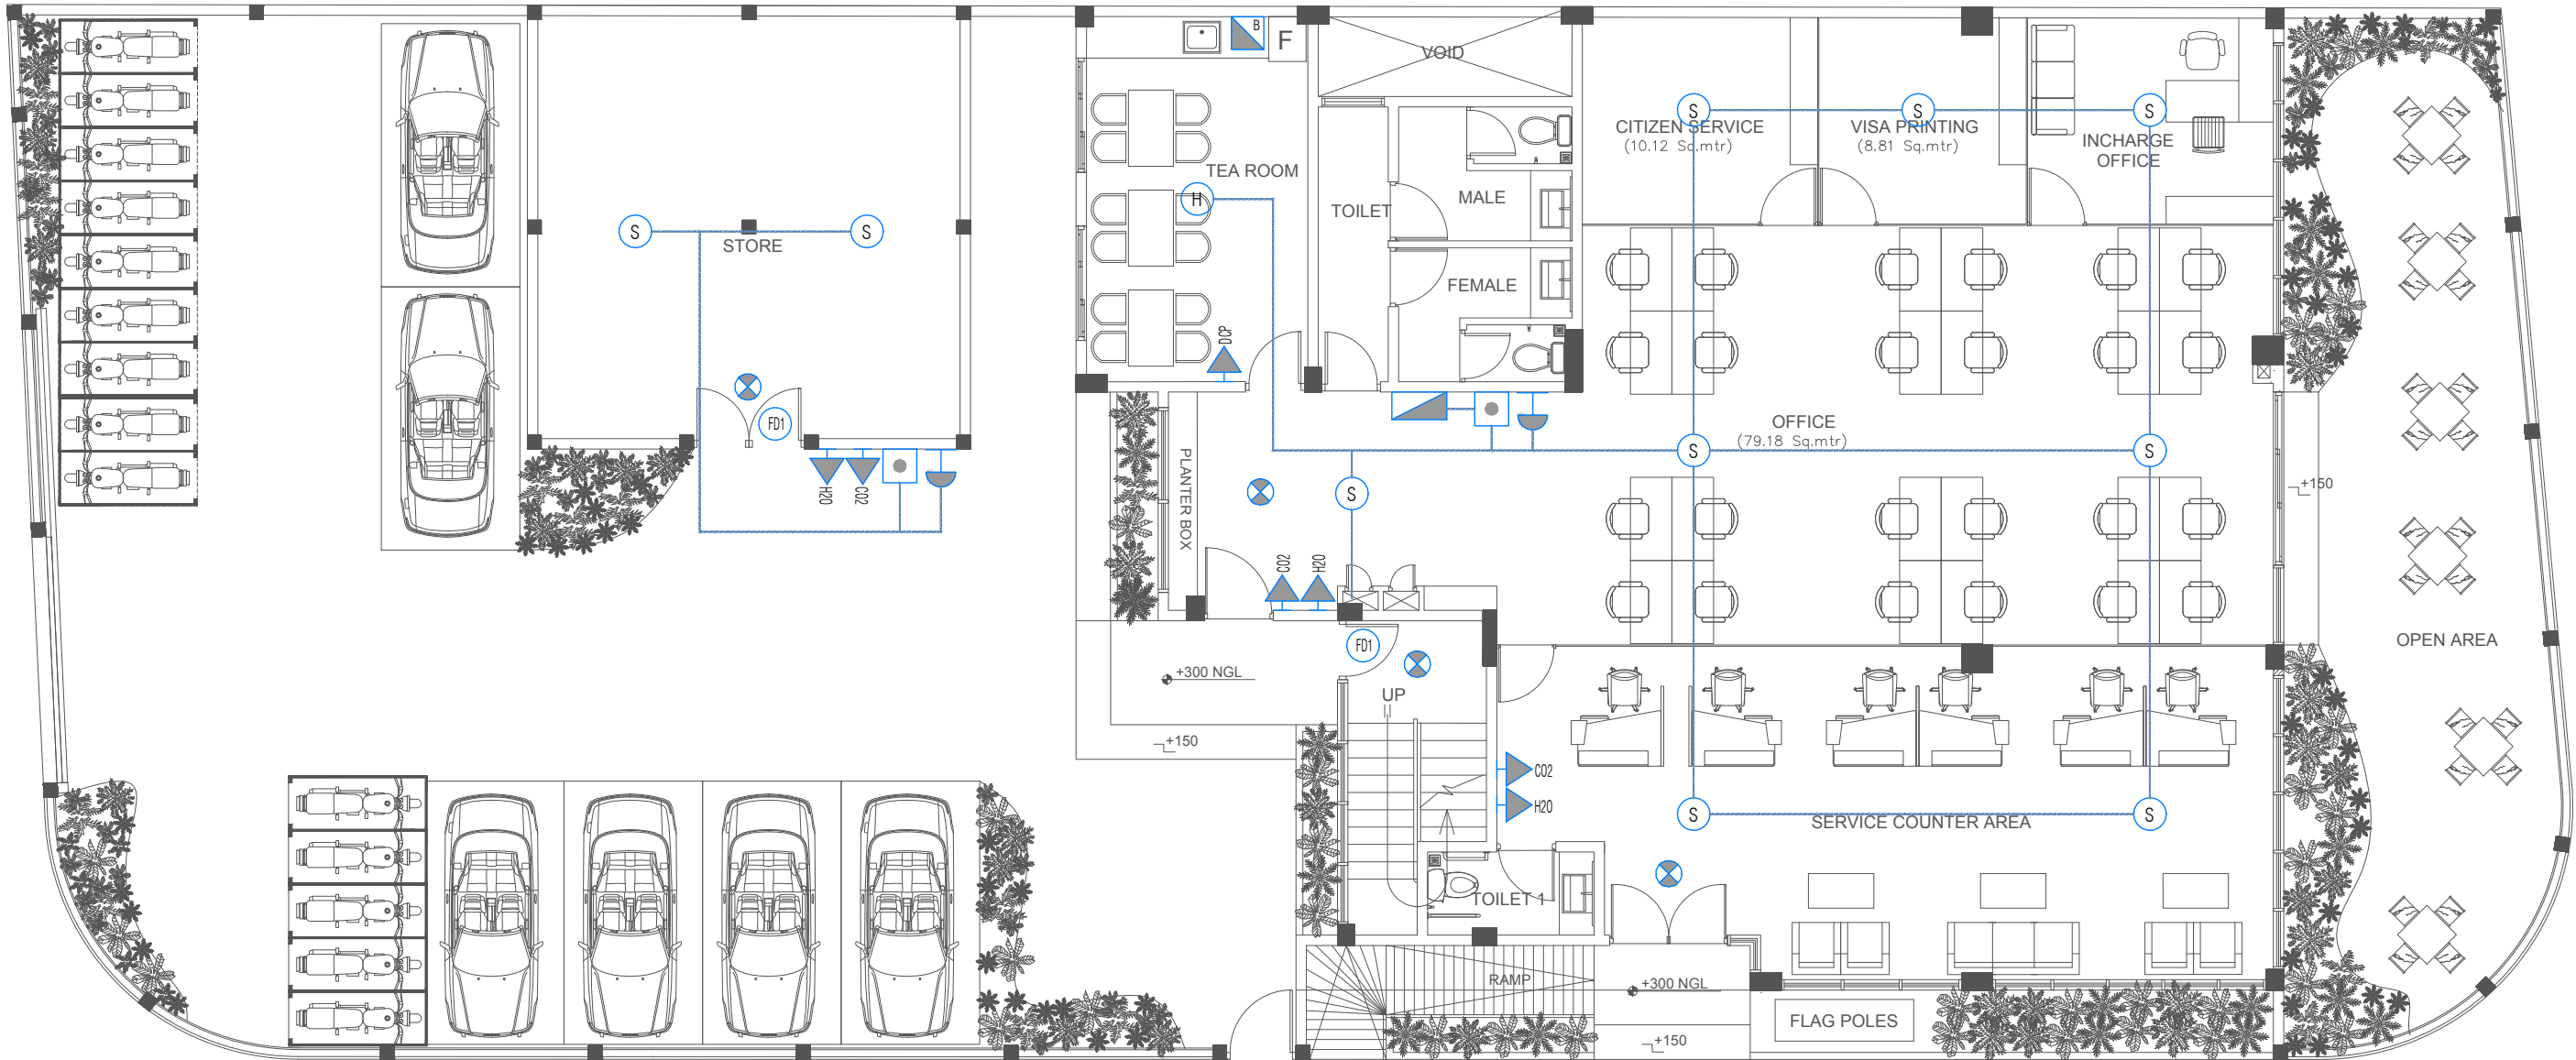 B
F
VOID
S
S
S
CITIZEN SERVICE
(10.12 Sq.mtr)
VISA PRINTING
(8.81 Sq.mtr)
INCHARGE
OFFICE
TEA ROOM
H
TOILET
MALE
S
S
STORE
FEMALE
DCP
FD1
OFFICE
(79.18 Sq.mtr)
S
S
H2O
CO2
PLANTER BOX
S
+150
CO2
H2O
FD1
OPEN AREA
+300 NGL
UP
+150
CO2
H2O
S
S
SERVICE COUNTER AREA
TOILET 1
RAMP
+300 NGL
FLAG POLES
+150